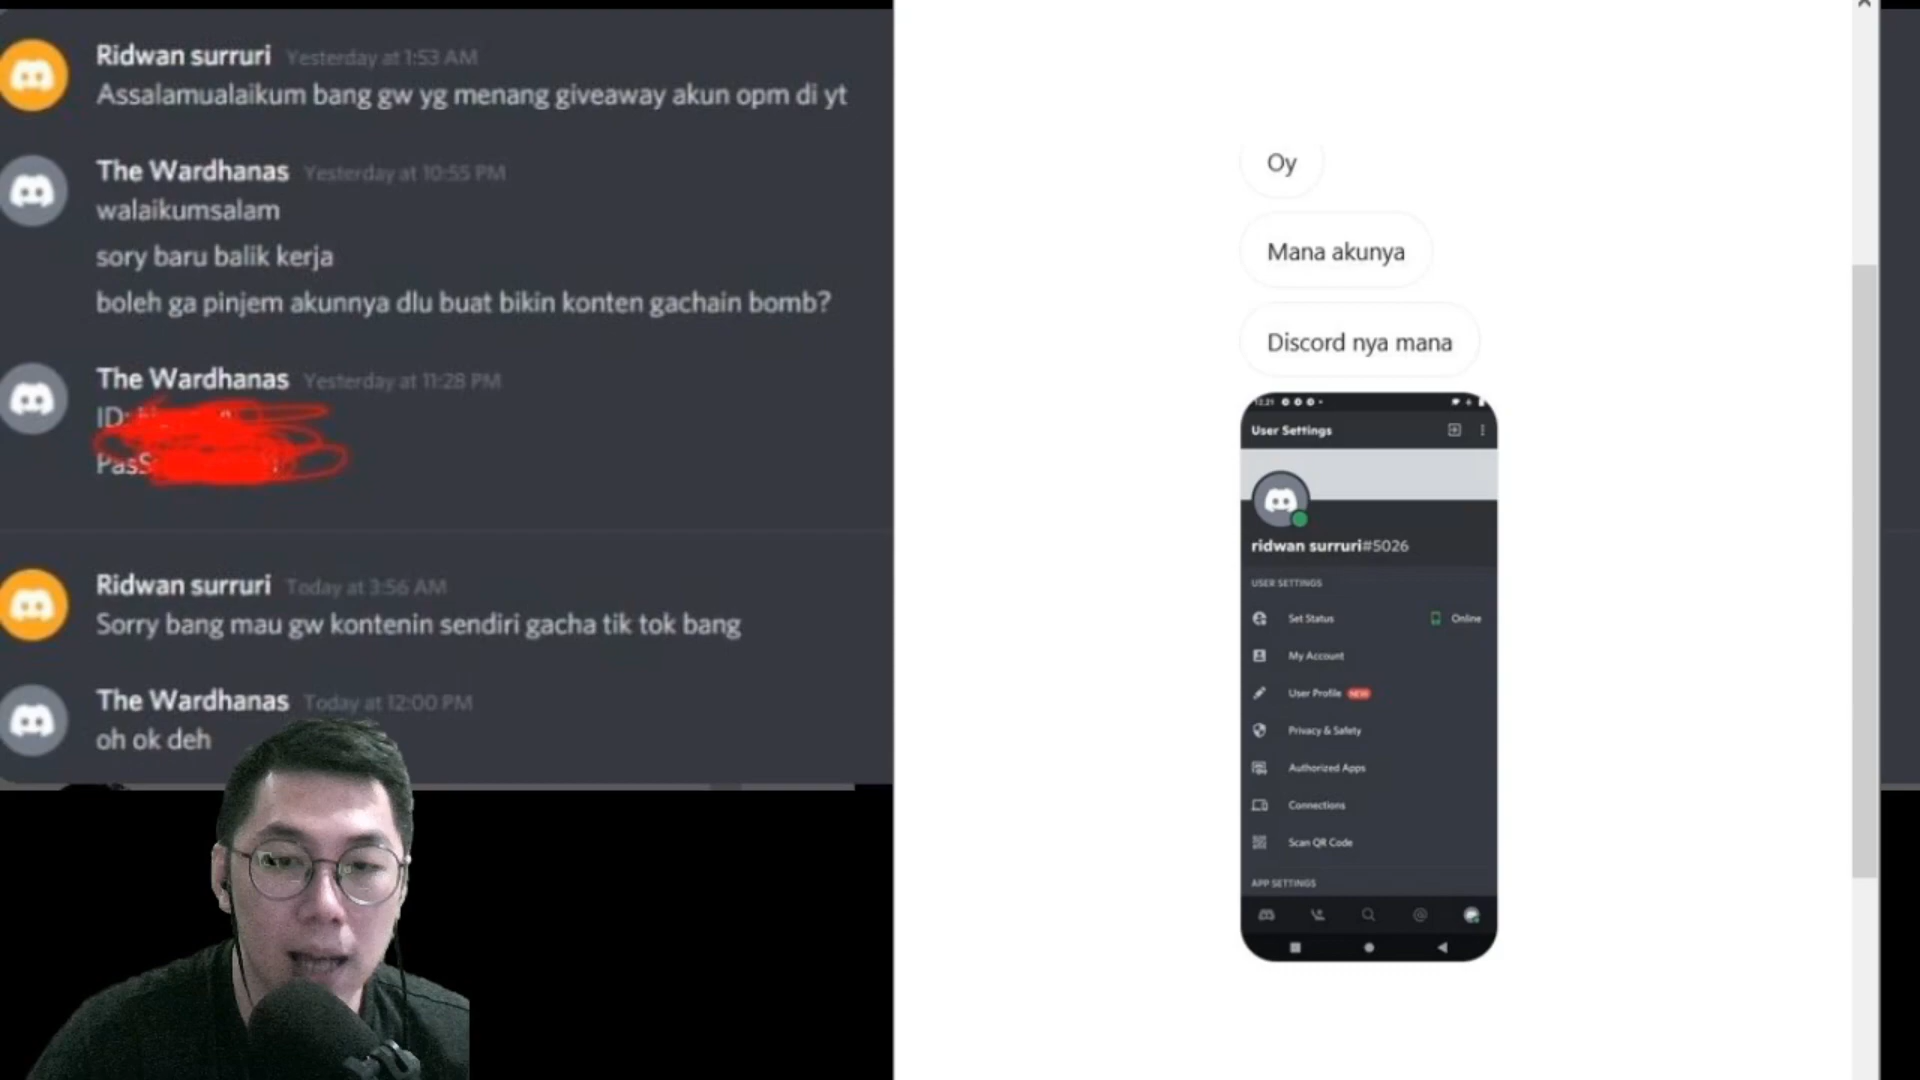 Ridwan surruri Yesterday at 1:53 AM
Assalamualaikum bang gw yg menang giveaway akun opm di yt
The Wardhanas Yesterday at 10:55 PM
walaikumsalam
sory baru balik kerja
boleh ga pinjem akunnya dlu buat bikin konten gachain bomb?
The Wardhanas Yesterday at 11:28 PM
ID:
PasS
Ridwan surruri Today at 3:56 AM
Sorry bang mau gw kontenin sendiri gacha tik tok bang
The Wardhanas Today at 12:00 PM
oh ok deh
Oy
Mana akunya
Discord nya mana
12.21
User Settings
ridwan surruri#5026
USER SETTINGS
Set Status Online
My Account
User Profile NEW
Privacy & Safety
Authorized Apps
Connections
Scan QR Code
APP SETTINGS